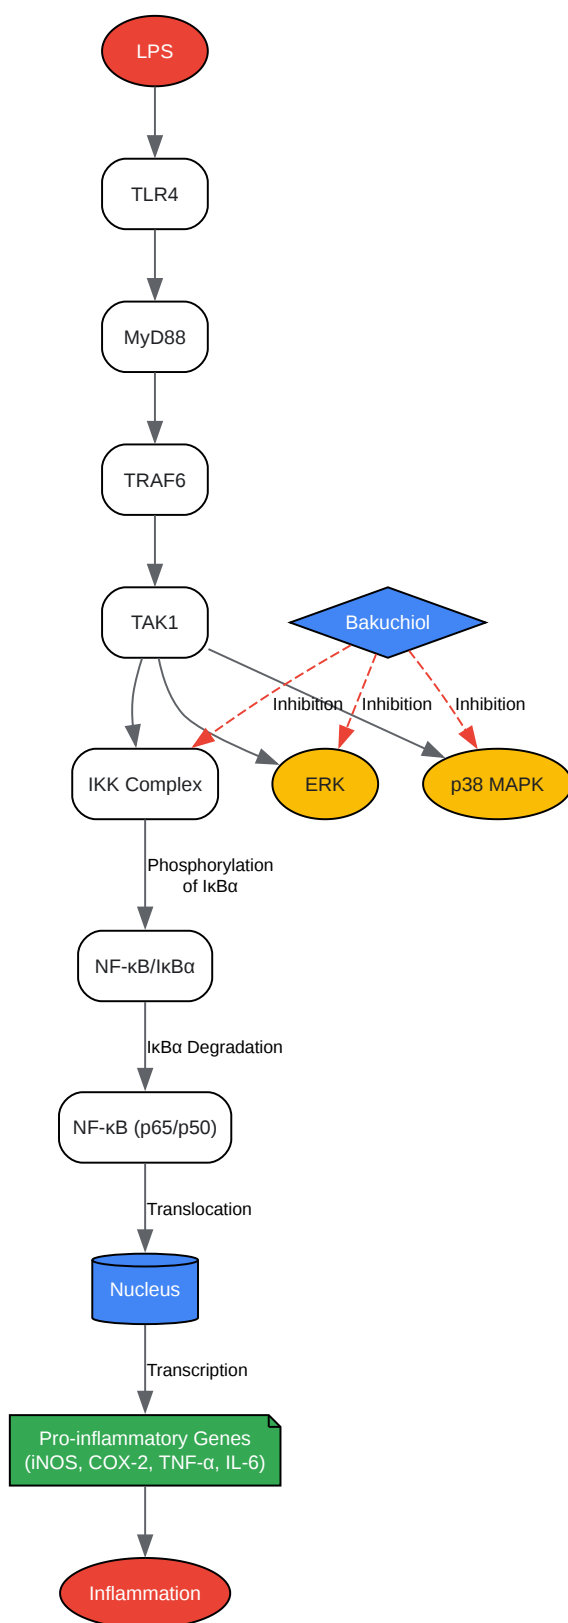 LPS
TLR4
MyD88
TRAF6
TAK1
Bakuchiol
Inhibition
Inhibition
Inhibition
IKK Complex
ERK
p38 MAPK
Phosphorylation
of IκBα
NF-κB/IκBα
IκBα Degradation
NF-κB (p65/p50)
Translocation
Nucleus
Transcription
Pro-inflammatory Genes
(iNOS, COX-2, TNF-α, IL-6)
Inflammation